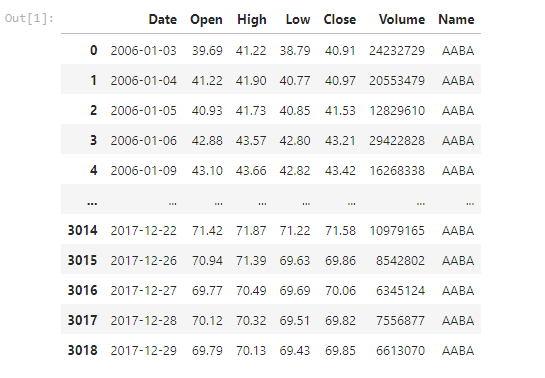 Out[1]:
Date Open High Low Close Volume Name
0 2006-01-03 39.69 41.22 38.79 40.91 24232729 AABA
1 2006-01-04 41.22 41.90 40.77 40.97 20553479 AABA
2 2006-01-05 40.93 41.73 40.85 41.53 12829610 AABA
3 2006-01-06 42.88 43.57 42.80 43.21 29422828 AABA
4 2006-01-09 43.10 43.66 42.82 43.42 16268338 AABA
... ... ... ... ... ... ... ...
3014 2017-12-22 71.42 71.87 71.22 71.58 10979165 AABA
3015 2017-12-26 70.94 71.39 69.63 69.86 8542802 AABA
3016 2017-12-27 69.77 70.49 69.69 70.06 6345124 AABA
3017 2017-12-28 70.12 70.32 69.51 69.82 7556877 AABA
3018 2017-12-29 69.79 70.13 69.43 69.85 6613070 AABA